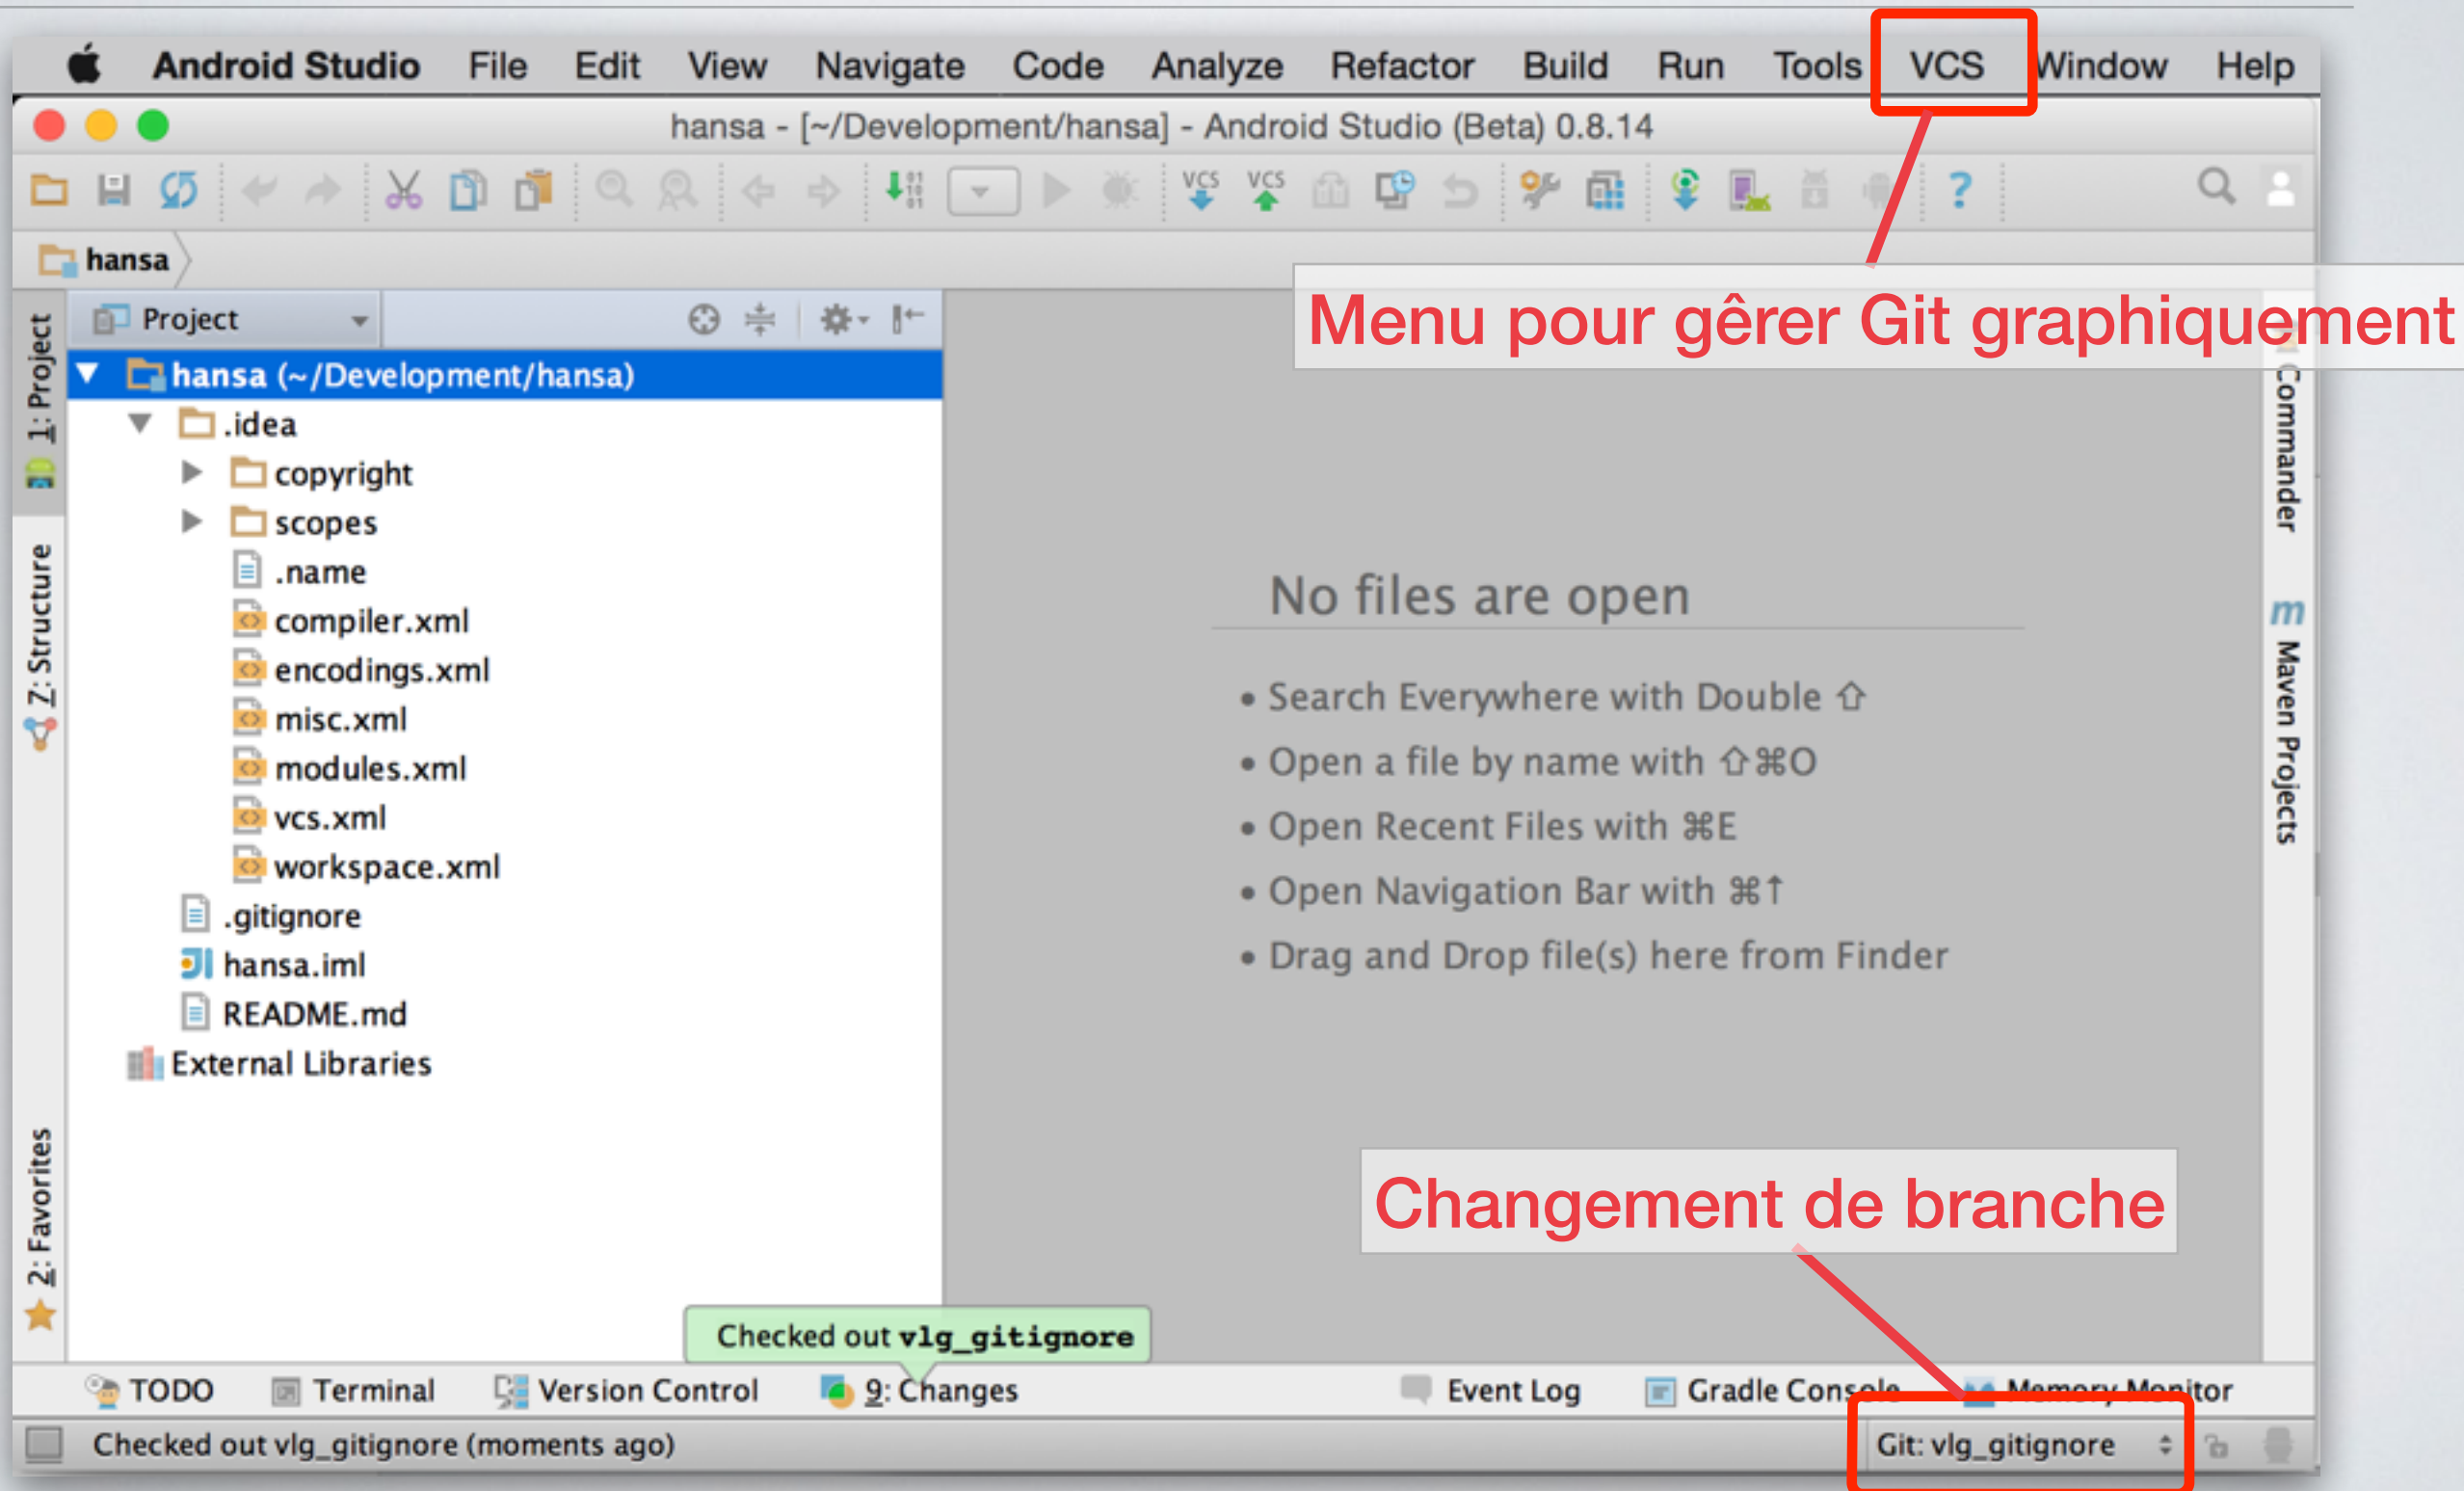 Android Studio File Edit View Navigate Code Analyze Refactor Build Run Tools VCS Window Help
hansa - [~/Development/hansa] - Android Studio (Beta) 0.8.14
VCS VCS
hansa
Menu pour gêrer Git graphiquement
Project
1: Project
hansa (~/Development/hansa)
.idea
copyright
scopes
.name
compiler.xml
encodings.xml
misc.xml
modules.xml
vcs.xml
workspace.xml
.gitignore
hansa.iml
README.md
External Libraries
7: Structure
2: Favorites
Commander
Maven Projects
No files are open
• Search Everywhere with Double ⇧
• Open a file by name with ⇧⌘O
• Open Recent Files with ⌘E
• Open Navigation Bar with ⌘↑
• Drag and Drop file(s) here from Finder
Changement de branche
Checked out vlg_gitignore
TODO Terminal Version Control 9: Changes Event Log Gradle Console Memory Monitor
Checked out vlg_gitignore (moments ago) Git: vlg_gitignore